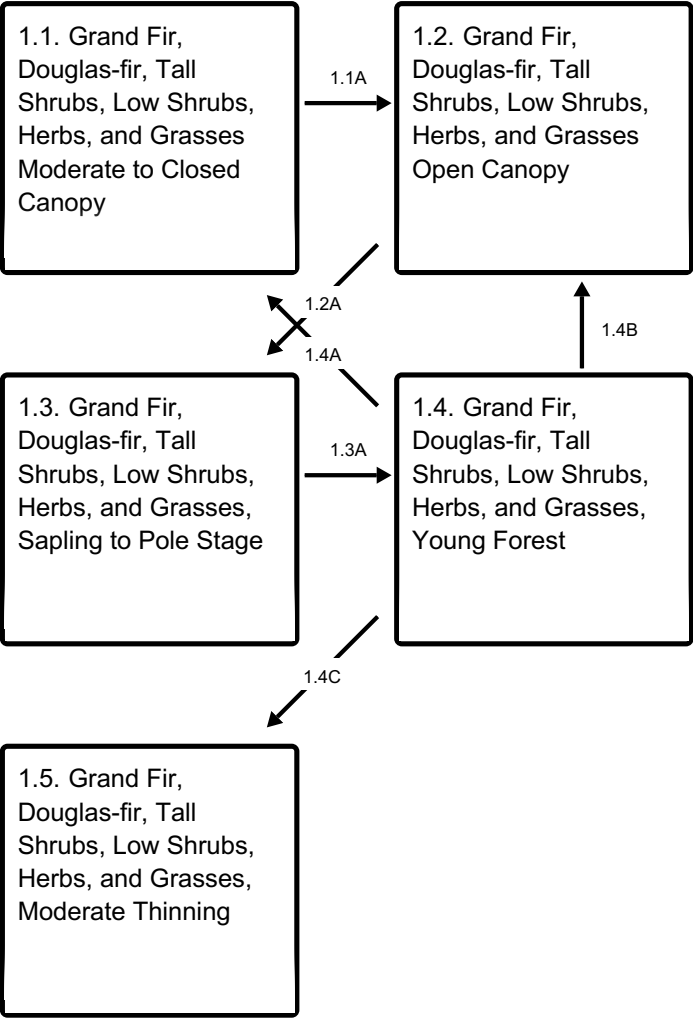 1.1. Grand Fir,
Douglas-fir, Tall
Shrubs, Low Shrubs,
Herbs, and Grasses
Moderate to Closed
Canopy
1.1A
1.2. Grand Fir,
Douglas-fir, Tall
Shrubs, Low Shrubs,
Herbs, and Grasses
Open Canopy
1.2A
1.4A
1.4B
1.3. Grand Fir,
Douglas-fir, Tall
Shrubs, Low Shrubs,
Herbs, and Grasses,
Sapling to Pole Stage
1.3A
1.4. Grand Fir,
Douglas-fir, Tall
Shrubs, Low Shrubs,
Herbs, and Grasses,
Young Forest
1.4C
1.5. Grand Fir,
Douglas-fir, Tall
Shrubs, Low Shrubs,
Herbs, and Grasses,
Moderate Thinning